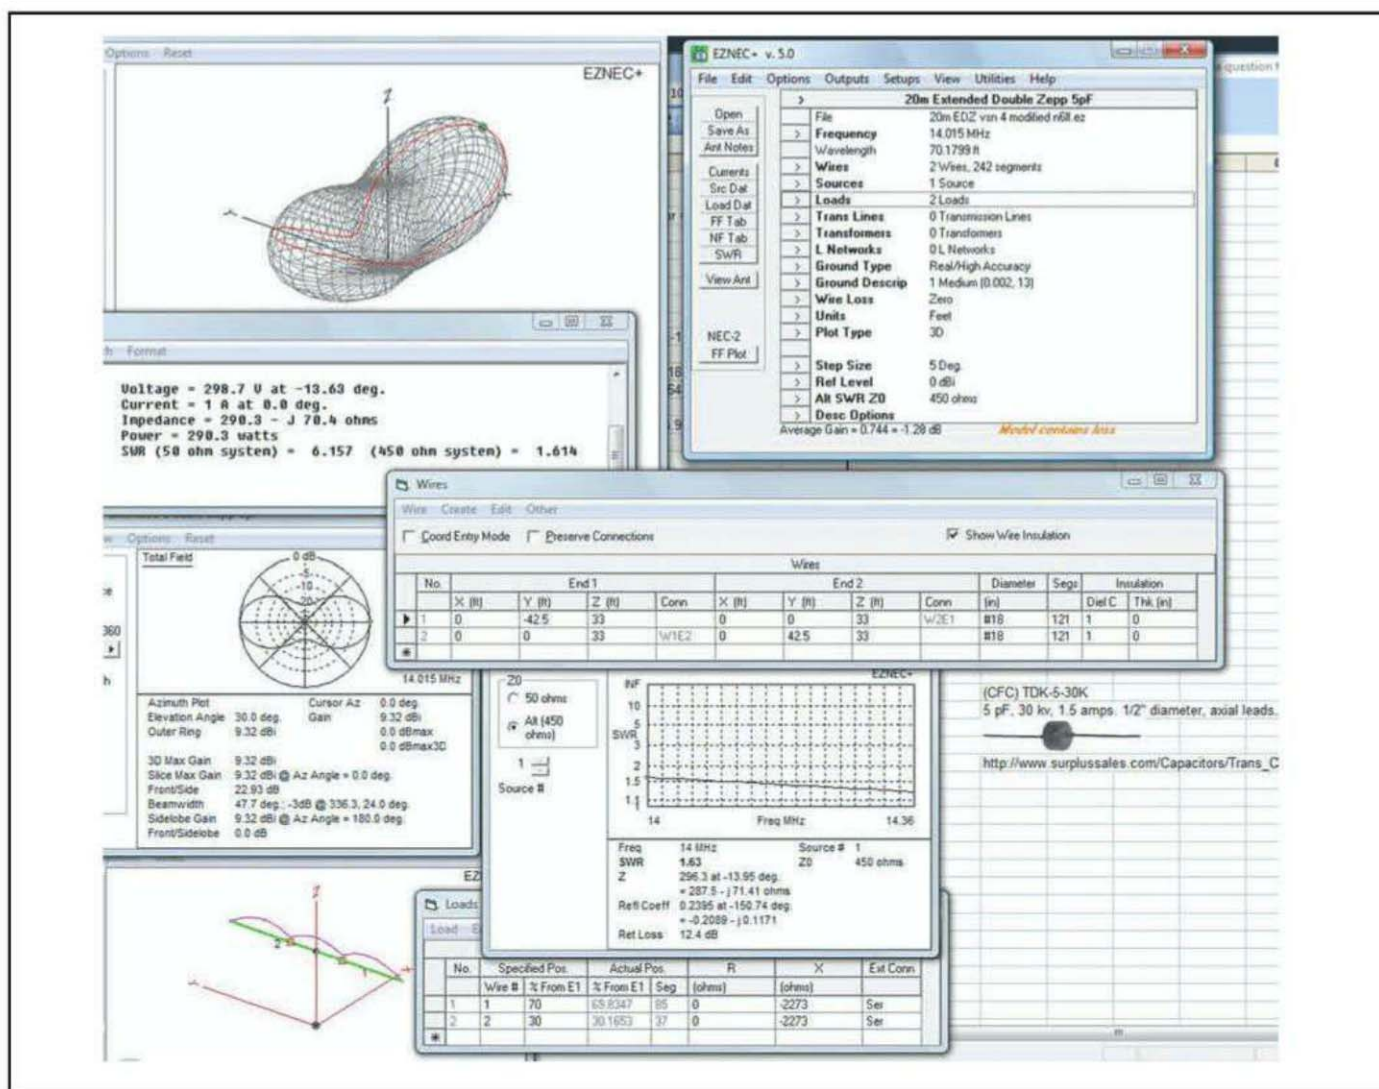 Options Reset
EZNEC+
EZNEC+ v. 5.0
File Edit Options Outputs Setups View Utilities Help
> 20m Extended Double Zepp 5pF
Open
Save As
Ant Notes
Currents
Src Dat
Load Dat
FF Tab
NF Tab
SWR
View Ant
NEC-2
FF Plot
File 20m EDZ vsn 4 modified n6ll.ez
> Frequency 14.015 MHz
Wavelength 70.1799 ft
> Wires 2 Wires, 242 segments
> Sources 1 Source
> Loads 2 Loads
> Trans Lines 0 Transmission Lines
> Transformers 0 Transformers
> L Networks 0 L Networks
> Ground Type Real/High Accuracy
> Ground Descrip 1 Medium (0.002, 13)
> Wire Loss Zero
> Units Feet
> Plot Type 3D
> Step Size 5 Deg.
> Ref Level 0 dBi
> Alt SWR Z0 450 ohms
> Desc Options
Average Gain = 0.744 = -1.28 dB Model contains loss
question
Format
Voltage = 298.7 V at -13.63 deg.
Current = 1 A at 0.0 deg.
Impedance = 290.3 - J 70.4 ohms
Power = 290.3 watts
SWR (50 ohm system) = 6.157 (450 ohm system) = 1.614
Wires
Wire Create Edit Other
Coord Entry Mode Preserve Connections Show Wire Insulation
Wires
No. End 1 End 2 Diameter Segs Insulation
X (ft) Y (ft) Z (ft) Conn X (ft) Y (ft) Z (ft) Conn (in) Diel C Thk (in)
1 0 -42.5 33 0 0 33 W2E1 #18 121 1 0
2 0 0 33 W1E2 0 42.5 33 #18 121 1 0
Options Reset
Total Field
0 dB
-5
-10
-20
360
14.015 MHz
Azimuth Plot Cursor Az 0.0 deg.
Elevation Angle 30.0 deg. Gain 9.32 dBi
Outer Ring 9.32 dBi 0.0 dBmax
0.0 dBmax3D
3D Max Gain 9.32 dBi
Slice Max Gain 9.32 dBi @ Az Angle = 0.0 deg.
Front/Side 22.93 dB
Beamwidth 47.7 deg.; -3dB @ 336.3, 24.0 deg.
Sidelobe Gain 9.32 dBi @ Az Angle = 180.0 deg.
Front/Sidelobe 0.0 dB
Z0
50 ohms
Alt (450 ohms)
1
Source #
EZNEC+
INF
10
5
SWR
3
2
1.5
1.1
1
14 Freq MHz 14.36
Freq 14 MHz Source # 1
SWR 1.63 Z0 450 ohms
Z 296.3 at -13.95 deg.
= 287.5 - j 71.41 ohms
Refl Coeff 0.2395 at -150.74 deg.
= -0.2089 - j 0.1171
Ret Loss 12.4 dB
(CFC) TDK-5-30K
5 pF, 30 kv, 1.5 amps. 1/2" diameter, axial leads.
http://www.surplussales.com/Capacitors/Trans_C
EZ
Z
2
1
Loads
Load
No. Specified Pos. Actual Pos. R X Ext Conn
Wire # % From E1 % From E1 Seg (ohms) (ohms)
1 1 70 69.8347 85 0 -2273 Ser
2 2 30 30.1653 37 0 -2273 Ser